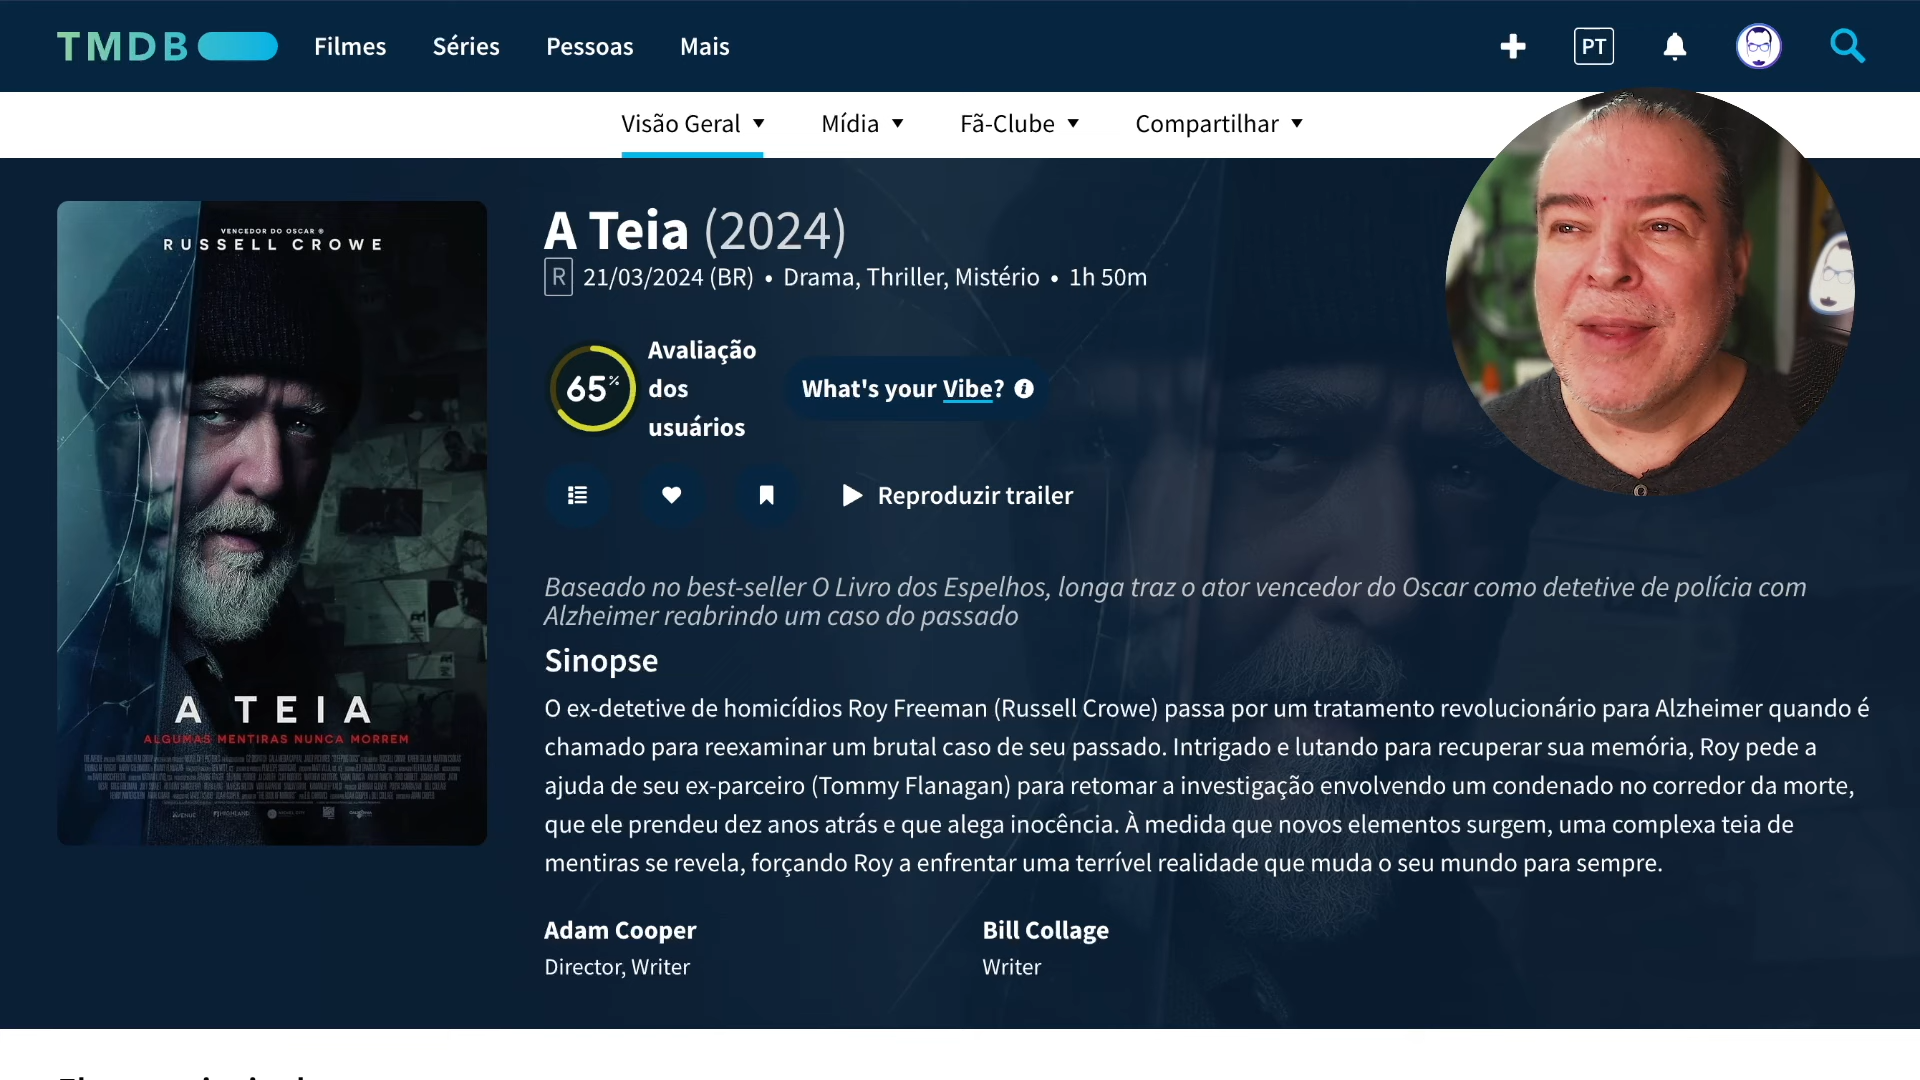 TMDB
Filmes
Séries
Pessoas
Mais
PT
Visão Geral
Mídia
Fã-Clube
Compartilhar
VENCEDOR DO OSCAR ®
RUSSELL CROWE
A TEIA
ALGUMAS MENTIRAS NUNCA MORREM
A Teia (2024)
R 21/03/2024 (BR) • Drama, Thriller, Mistério • 1h 50m
65%
Avaliação
dos
usuários
What's your Vibe?
Reproduzir trailer
Baseado no best-seller O Livro dos Espelhos, longa traz o ator vencedor do Oscar como detetive de polícia com
Alzheimer reabrindo um caso do passado
Sinopse
O ex-detetive de homicídios Roy Freeman (Russell Crowe) passa por um tratamento revolucionário para Alzheimer quando é
chamado para reexaminar um brutal caso de seu passado. Intrigado e lutando para recuperar sua memória, Roy pede a
ajuda de seu ex-parceiro (Tommy Flanagan) para retomar a investigação envolvendo um condenado no corredor da morte,
que ele prendeu dez anos atrás e que alega inocência. À medida que novos elementos surgem, uma complexa teia de
mentiras se revela, forçando Roy a enfrentar uma terrível realidade que muda o seu mundo para sempre.
Adam Cooper
Director, Writer
Bill Collage
Writer